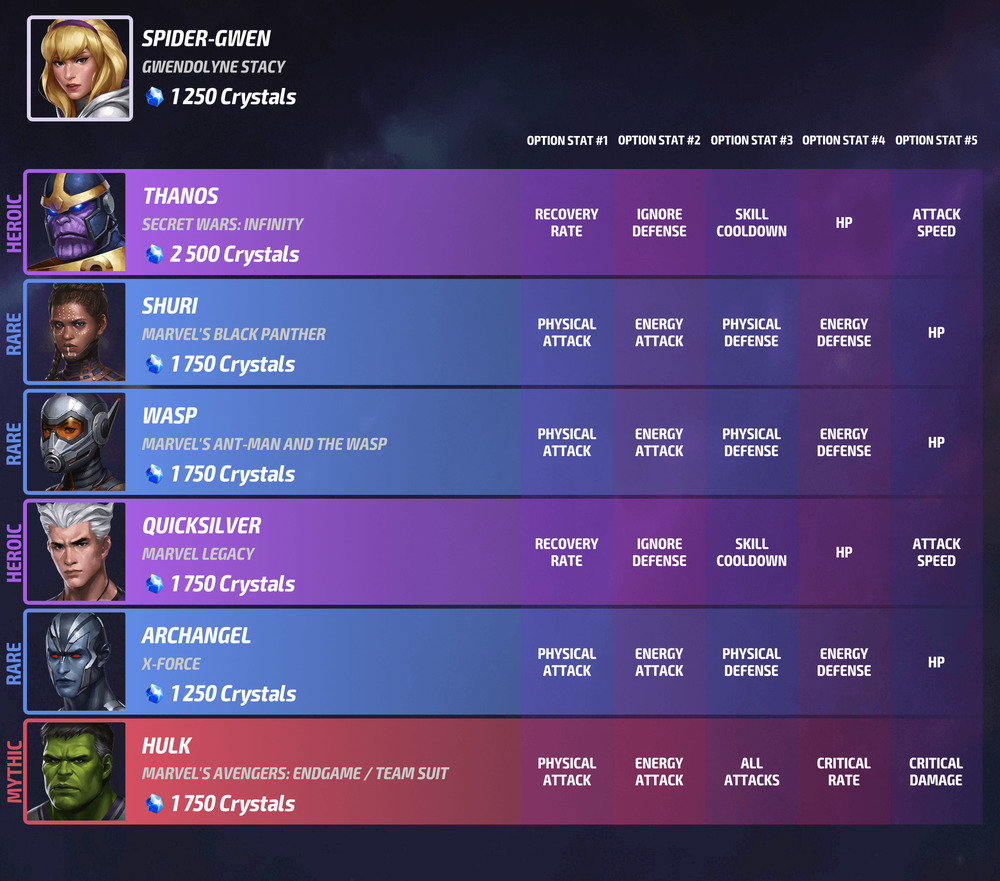 SPIDER-GWEN
GWENDOLYNE STACY
1 250 Crystals
OPTION STAT #1 OPTION STAT #2 OPTION STAT #3 OPTION STAT #4 OPTION STAT #5
HEROIC
THANOS
SECRET WARS: INFINITY
2 500 Crystals
RECOVERY RATE
IGNORE DEFENSE
SKILL COOLDOWN
HP
ATTACK SPEED
RARE
SHURI
MARVEL'S BLACK PANTHER
1 750 Crystals
PHYSICAL ATTACK
ENERGY ATTACK
PHYSICAL DEFENSE
ENERGY DEFENSE
HP
RARE
WASP
MARVEL'S ANT-MAN AND THE WASP
1 750 Crystals
PHYSICAL ATTACK
ENERGY ATTACK
PHYSICAL DEFENSE
ENERGY DEFENSE
HP
HEROIC
QUICKSILVER
MARVEL LEGACY
1 750 Crystals
RECOVERY RATE
IGNORE DEFENSE
SKILL COOLDOWN
HP
ATTACK SPEED
RARE
ARCHANGEL
X-FORCE
1 250 Crystals
PHYSICAL ATTACK
ENERGY ATTACK
PHYSICAL DEFENSE
ENERGY DEFENSE
HP
MYTHIC
HULK
MARVEL'S AVENGERS: ENDGAME / TEAM SUIT
1 750 Crystals
PHYSICAL ATTACK
ENERGY ATTACK
ALL ATTACKS
CRITICAL RATE
CRITICAL DAMAGE